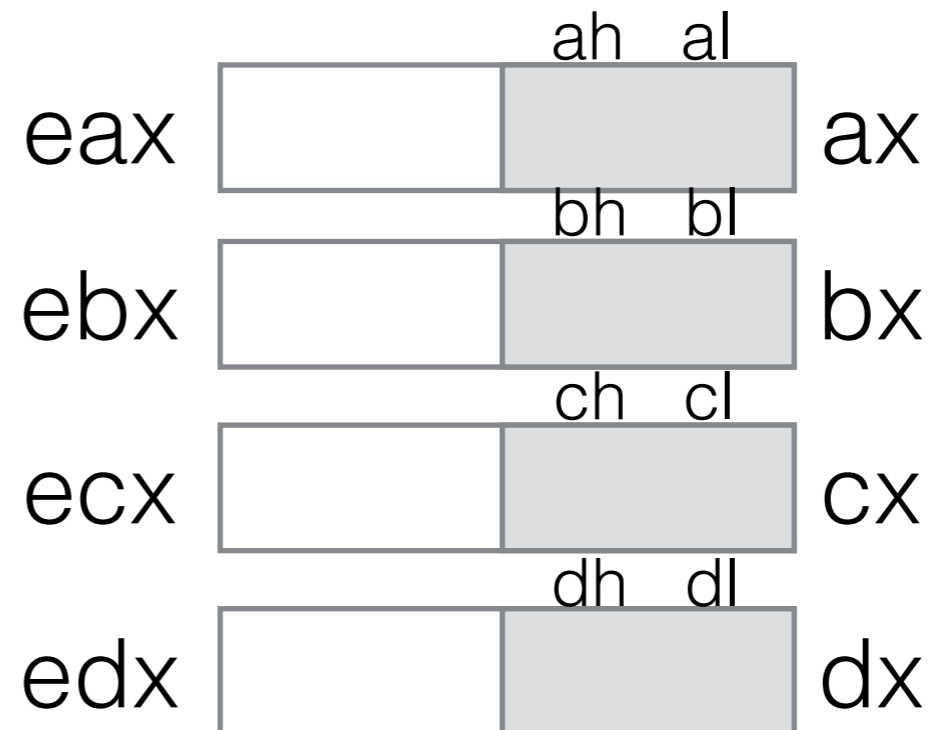 ah al
eax ax
bh bl
ebx bx
ch cl
ecx cx
dh dl
edx dx